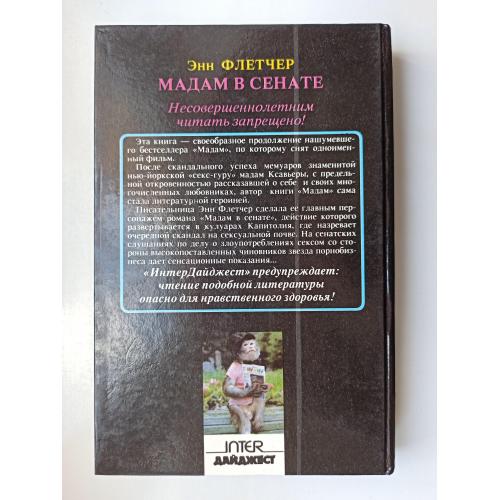 Энн ФЛЕТЧЕР
МАДАМ В СЕНАТЕ
Несовершеннолетним
читать запрещено!
Эта книга — своеобразное продолжение нашумевше-
го бестселлера «Мадам», по которому снят одноимен-
ный фильм.
После скандального успеха мемуаров знаменитой
нью-йоркской «секс-гуру» мадам Ксавьеры, с предель-
ной откровенностью рассказавшей о себе и своих мно-
гочисленных любовниках, автор книги «Мадам» сама
стала литературной героиней.
Писательница Энн Флетчер сделала ее главным пер-
сонажем романа «Мадам в сенате», действие которого
развертывается в кулуарах Капитолия, где назревает
очередной скандал на сексуальной почве. На сенатских
слушаниях по делу о злоупотреблениях сексом со сто-
роны высокопоставленных чиновников звезда порнобиз-
неса дает сенсационные показания...
«ИнтерДайджест» предупреждает:
чтение подобной литературы
опасно для нравственного здоровья!
INTER
ДАЙДЖЕСТ